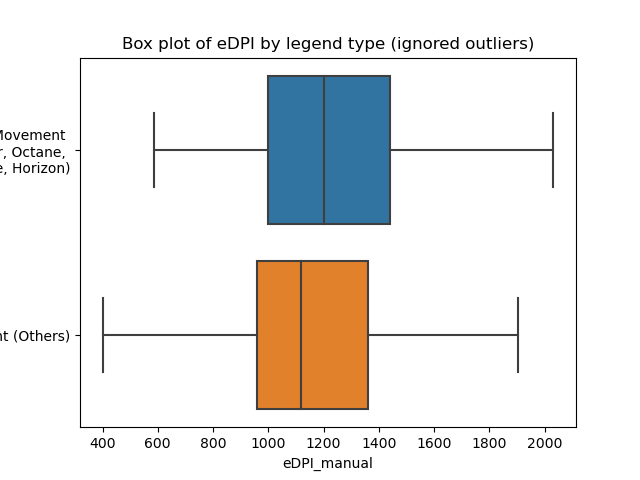 Box plot of eDPI by legend type (ignored outliers)
Movement
, Octane,
, Horizon)
(Others)
400 600 800 1000 1200 1400 1600 1800 2000
eDPI_manual